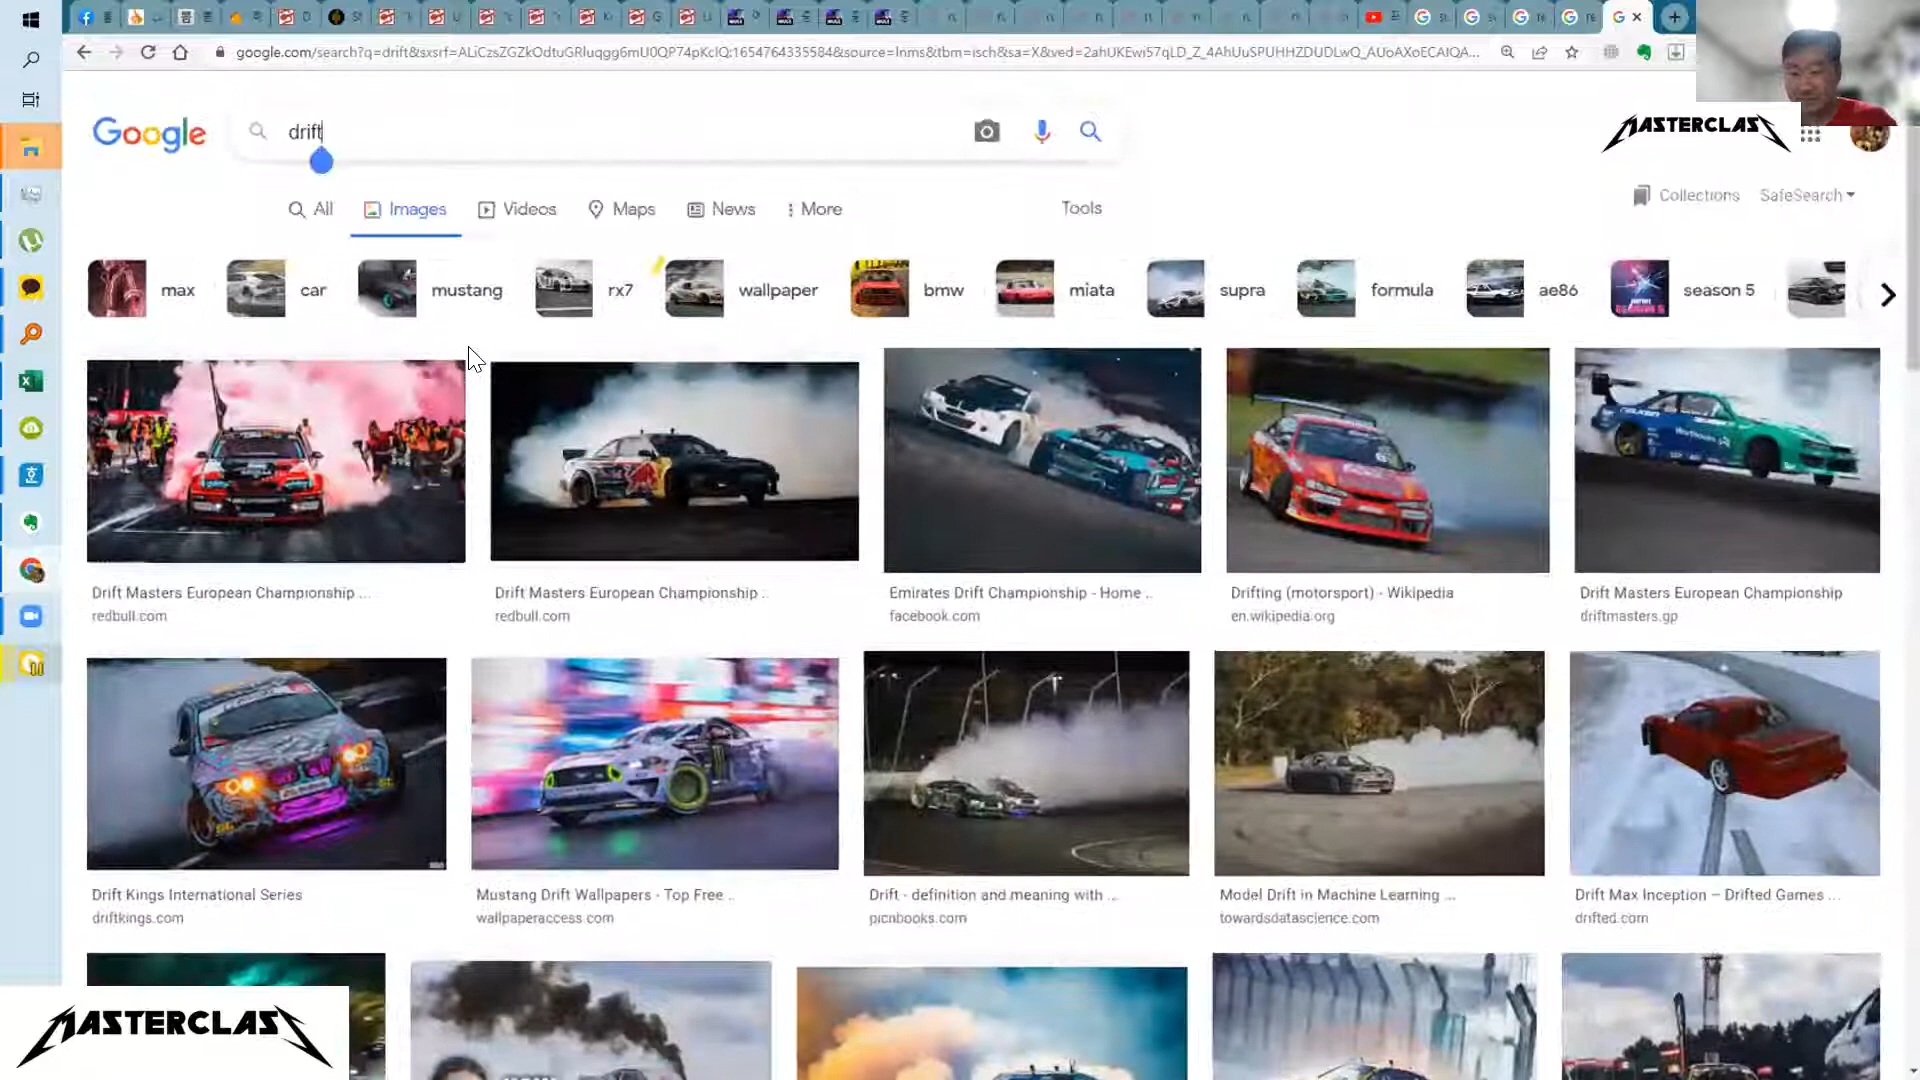 google.com/search?q=drift&sxsrf=ALiCzsZGZkOdtuGRluqgg6mU0QP74pKclQ:1654764335584&source=lnms&tbm=isch&sa=X&ved=2ahUKEwi57qLD_Z_4AhUuSPUHHZDUDLwQ_AUoAXoECAIQA...
Google
drift
MASTERCLASS
All
Images
Videos
Maps
News
More
Tools
Collections
SafeSearch
max
car
mustang
rx7
wallpaper
bmw
miata
supra
formula
ae86
season 5
Drift Masters European Championship ...
redbull.com
Drift Masters European Championship ..
redbull.com
Emirates Drift Championship - Home ..
facebook.com
Drifting (motorsport) - Wikipedia
en.wikipedia.org
Drift Masters European Championship
driftmasters.gp
Drift Kings International Series
driftkings.com
Mustang Drift Wallpapers - Top Free ..
wallpaperaccess.com
Drift - definition and meaning with ...
picnbooks.com
Model Drift in Machine Learning ...
towardsdatascience.com
Drift Max Inception – Drifted Games ...
drifted.com
MASTERCLASS